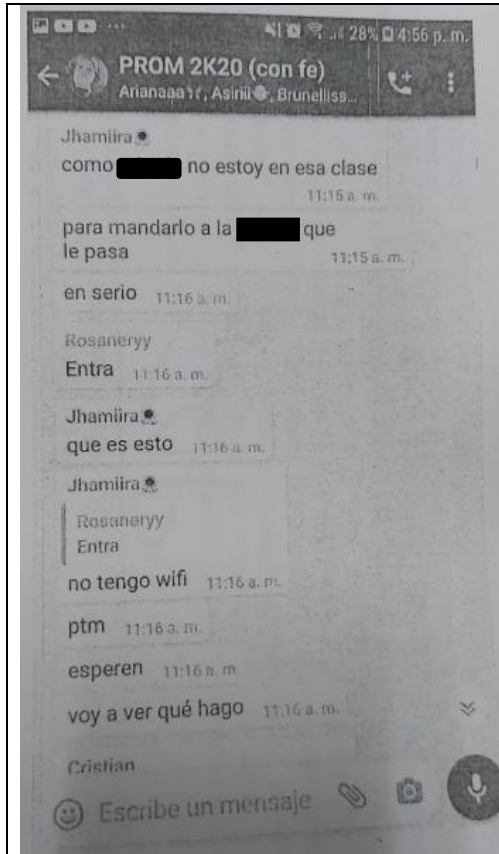 28% 4:56 p. m.
PROM 2K20 (con fe)
Arianaaa, Asiriii, Brunelliss...
Jhamiira
como no estoy en esa clase
11:15 a. m.
para mandarlo a la que
le pasa 11:15 a. m.
en serio 11:16 a. m.
Rosaneryy
Entra 11:16 a. m.
Jhamiira
que es esto 11:16 a. m.
Jhamiira
Rosaneryy
Entra
no tengo wifi 11:16 a. m.
ptm 11:16 a. m.
esperen 11:16 a. m.
voy a ver qué hago 11:16 a. m.
Cristian
Escribe un mensaje